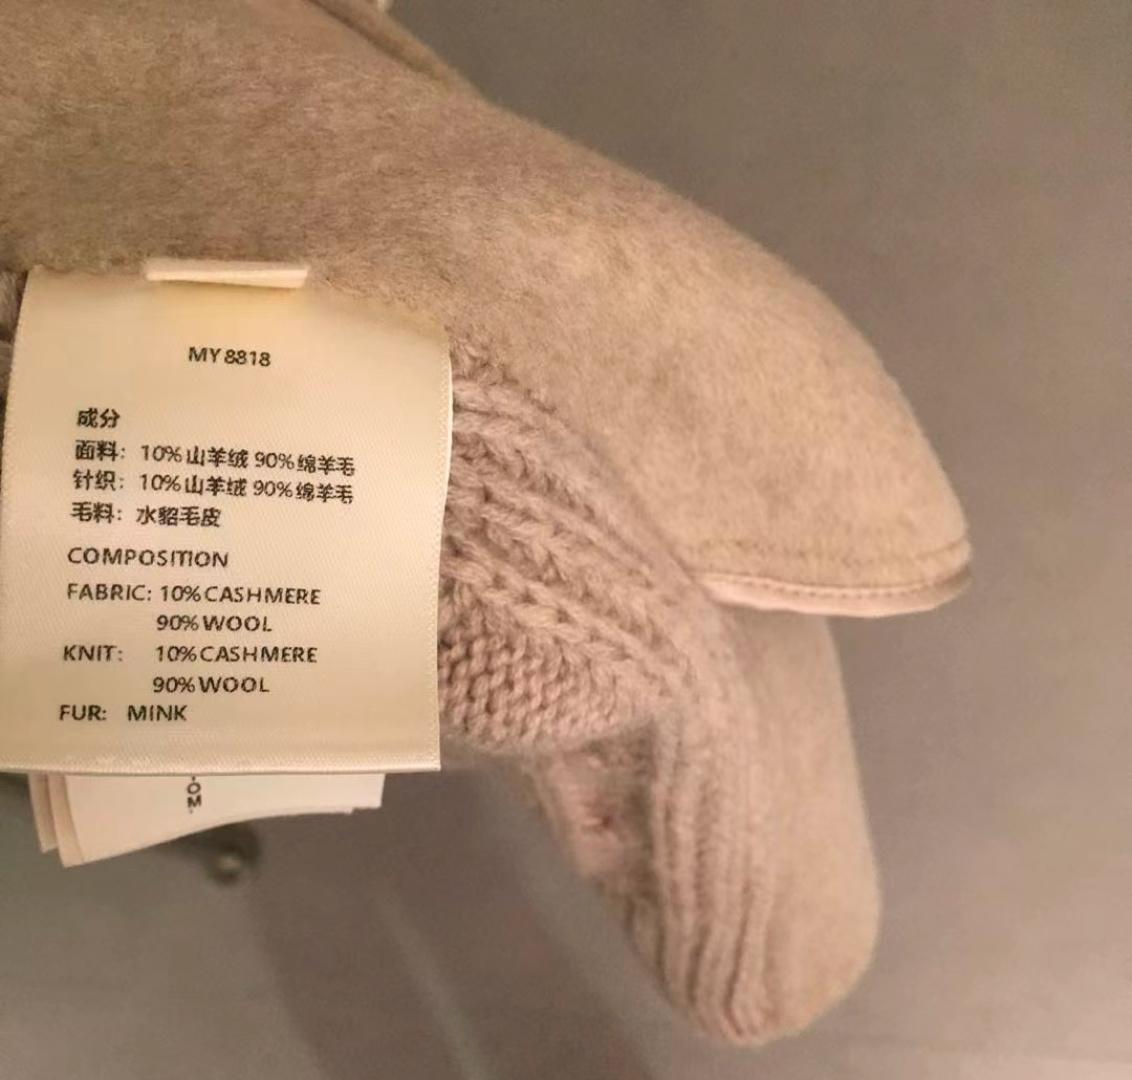 MY8818
成分
面料: 10%山羊绒 90%绵羊毛
针织: 10%山羊绒 90%绵羊毛
毛料: 水貂毛皮
COMPOSITION
FABRIC: 10%CASHMERE
90%WOOL
KNIT: 10%CASHMERE
90%WOOL
FUR: MINK
OM